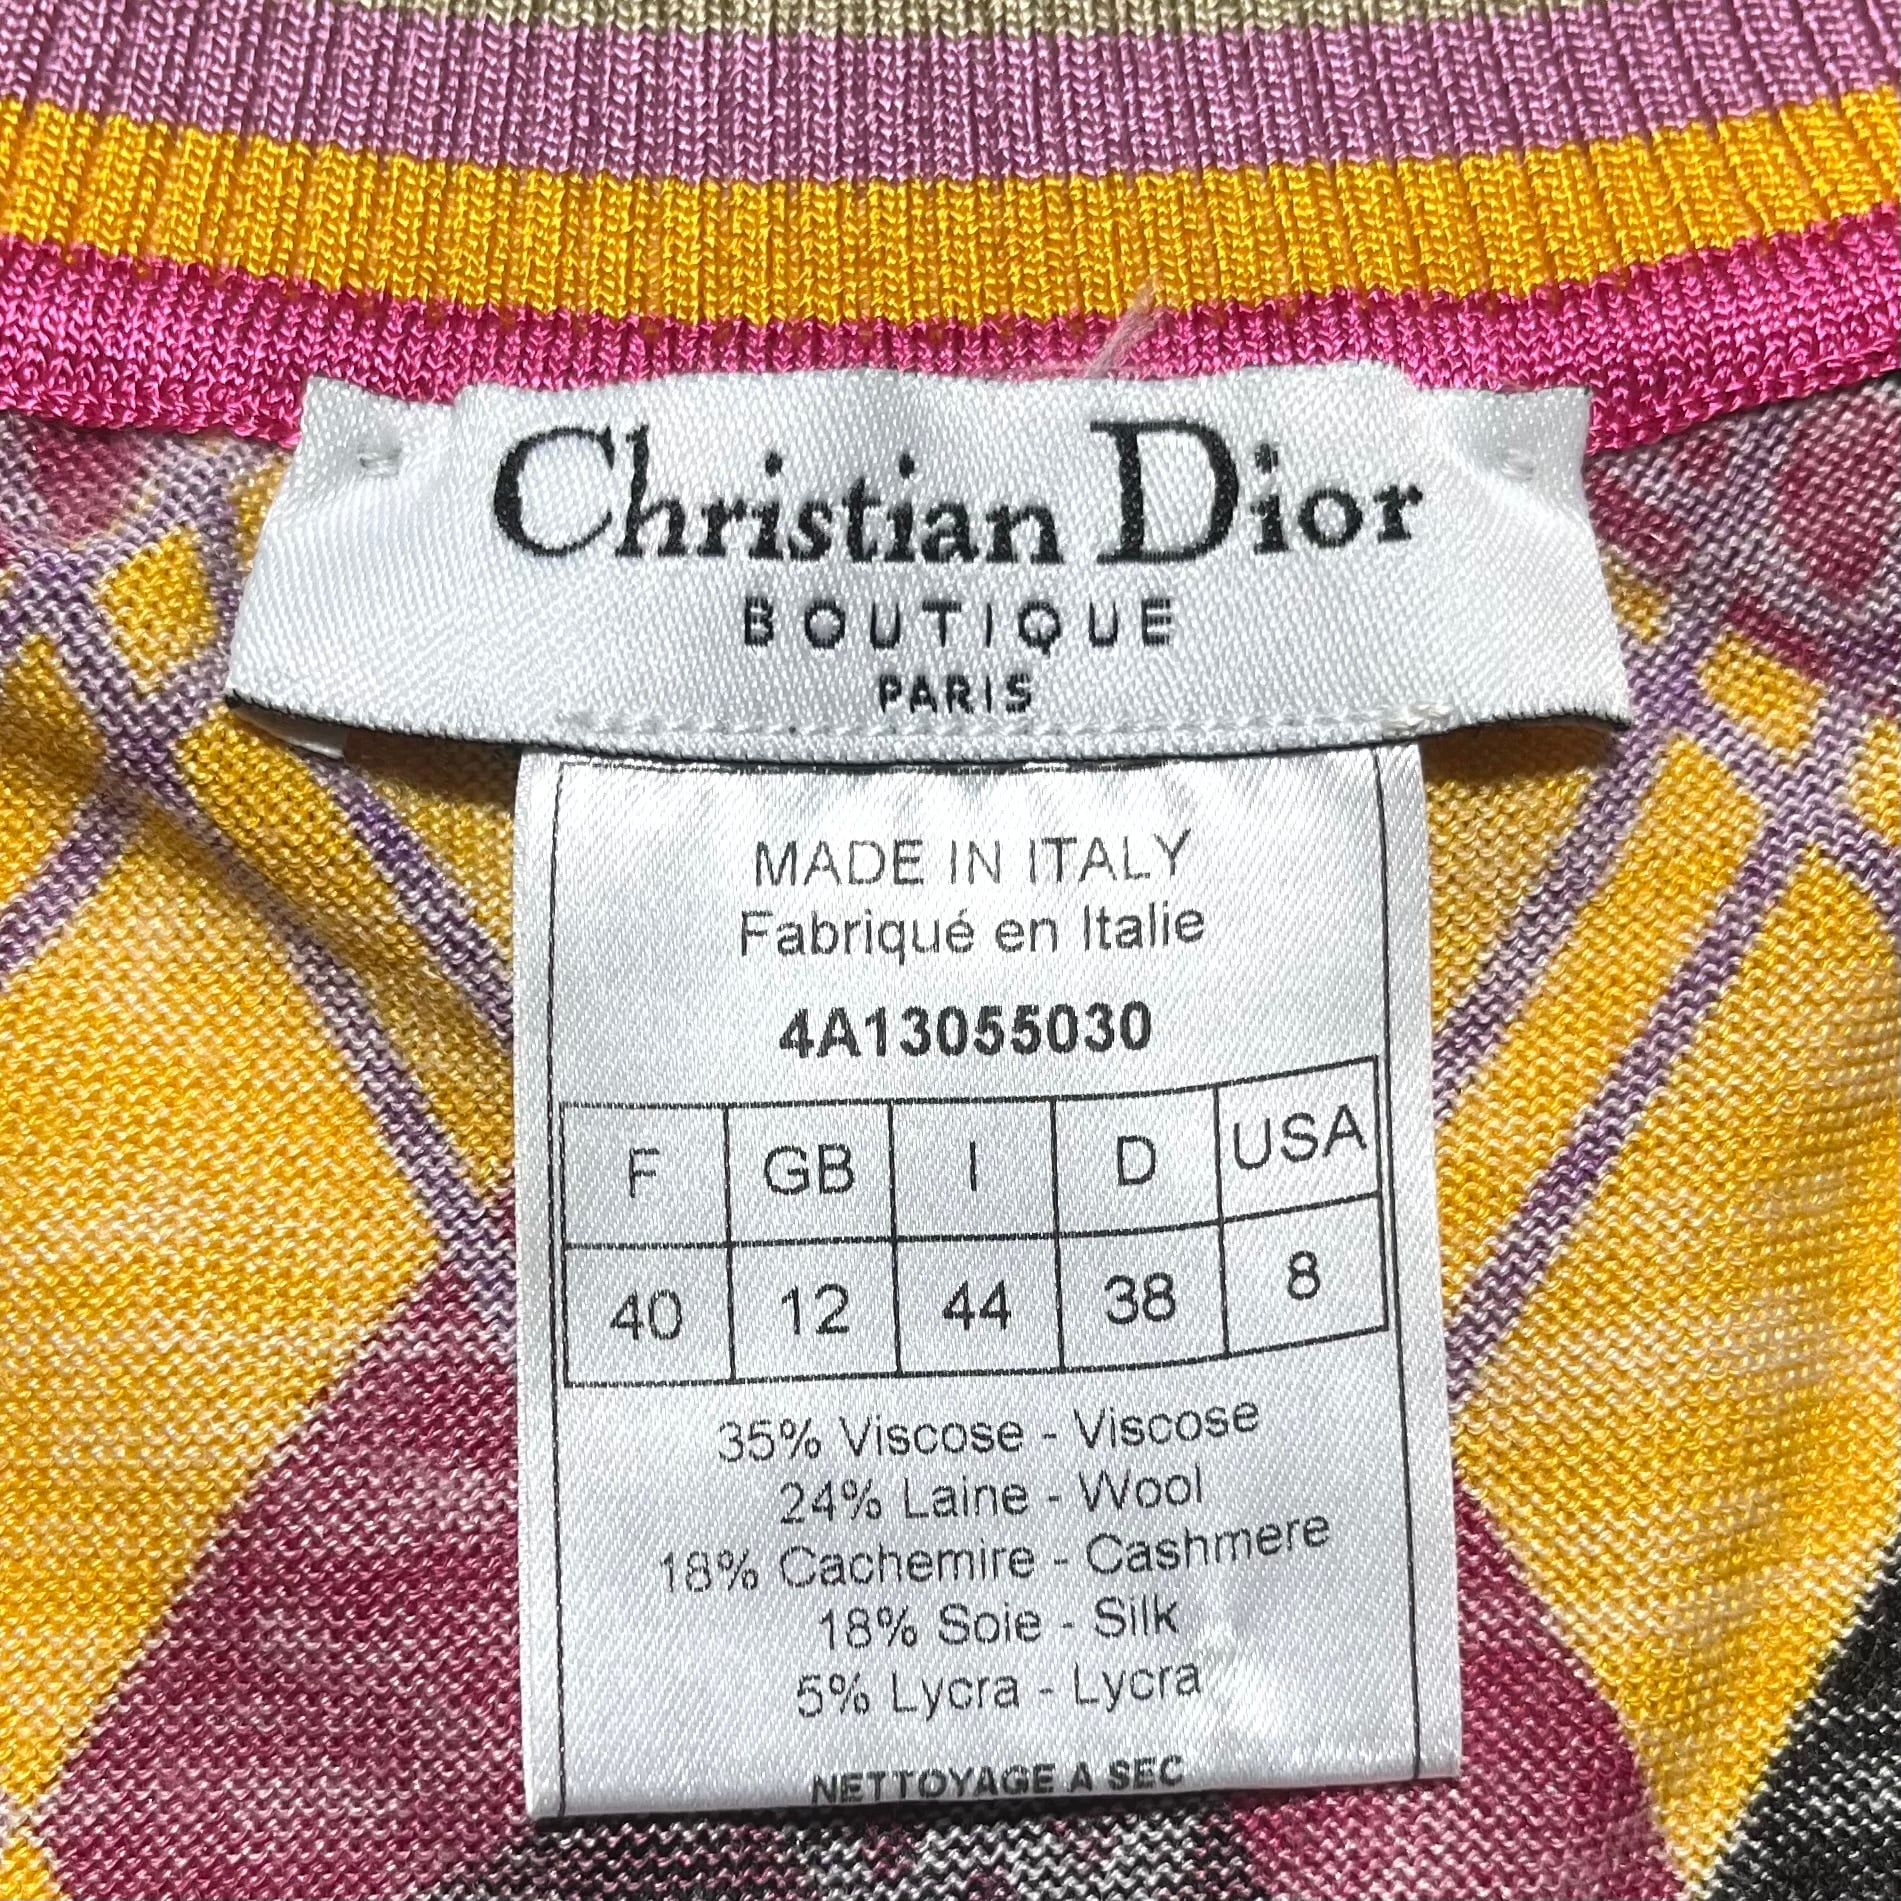 Christian Dior
BOUTIQUE
PARIS
MADE IN ITALY
Fabriqué en Italie
4A13055030
F GB I D USA
40 12 44 38 8
35% Viscose - Viscose
24% Laine - Wool
18% Cachemire - Cashmere
18% Soie - Silk
5% Lycra - Lycra
NETTOYAGE A SEC